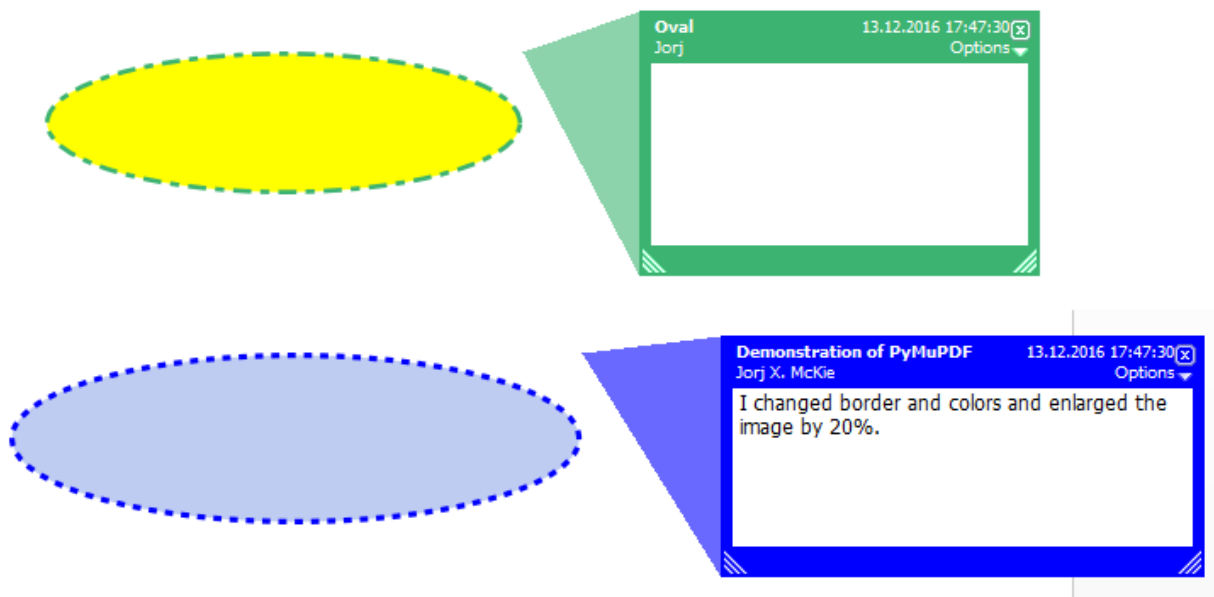 Oval 13.12.2016 17:47:30 x
Jorj Options
Demonstration of PyMuPDF 13.12.2016 17:47:30 x
Jorj X. McKie Options
I changed border and colors and enlarged the
image by 20%.